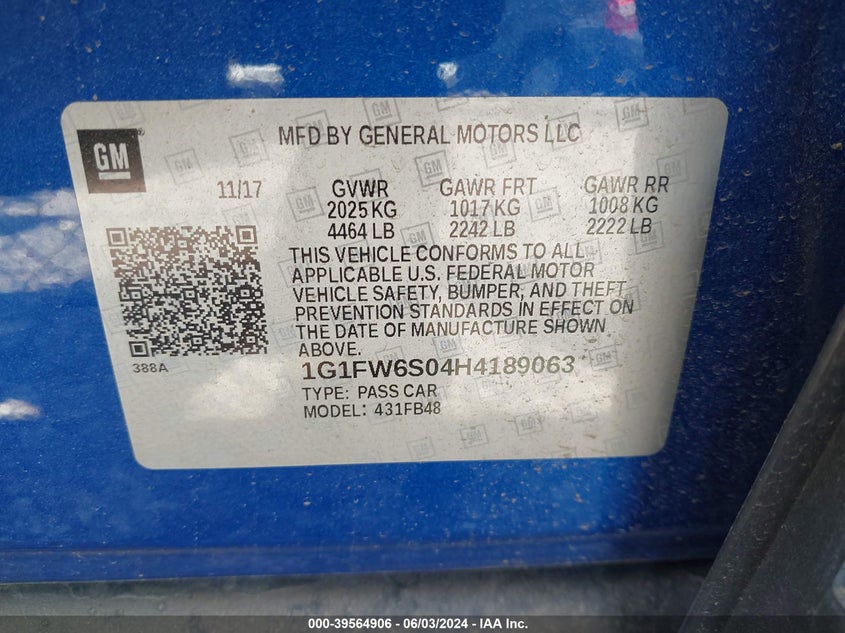 GM
MFD BY GENERAL MOTORS LLC
11/17 GVWR GAWR FRT GAWR RR
2025 KG 1017 KG 1008 KG
4464 LB 2242 LB 2222 LB
THIS VEHICLE CONFORMS TO ALL
APPLICABLE U.S. FEDERAL MOTOR
VEHICLE SAFETY, BUMPER, AND THEFT
PREVENTION STANDARDS IN EFFECT ON
THE DATE OF MANUFACTURE SHOWN
ABOVE.
388A
1G1FW6S04H4189063
TYPE: PASS CAR
MODEL: 431FB48
000-39564906 - 06/03/2024 - IAA Inc.